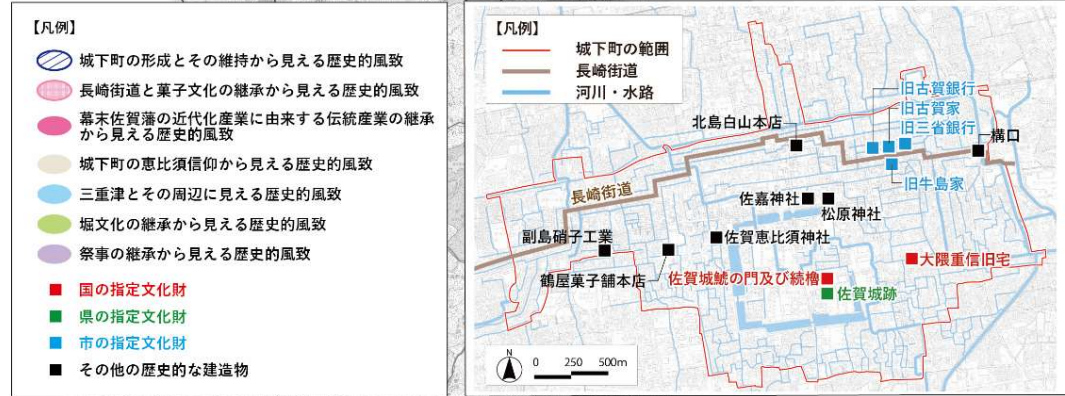 【凡例】
城下町の形成とその維持から見える歴史的風致
長崎街道と菓子文化の継承から見える歴史的風致
幕末佐賀藩の近代化産業に由来する伝統産業の継承
から見える歴史的風致
城下町の恵比須信仰から見える歴史的風致
三重津とその周辺に見える歴史的風致
堀文化の継承から見える歴史的風致
祭事の継承から見える歴史的風致
国の指定文化財
県の指定文化財
市の指定文化財
その他の歴史的な建造物
【凡例】
城下町の範囲
長崎街道
河川・水路
旧古賀銀行
旧古賀家
旧三省銀行
北島白山本店
構口
旧牛島家
長崎街道
佐嘉神社
松原神社
副島硝子工業
佐賀恵比須神社
鶴屋菓子舗本店
大隈重信旧宅
佐賀城鯱の門及び続櫓
佐賀城跡
N
0 250 500m